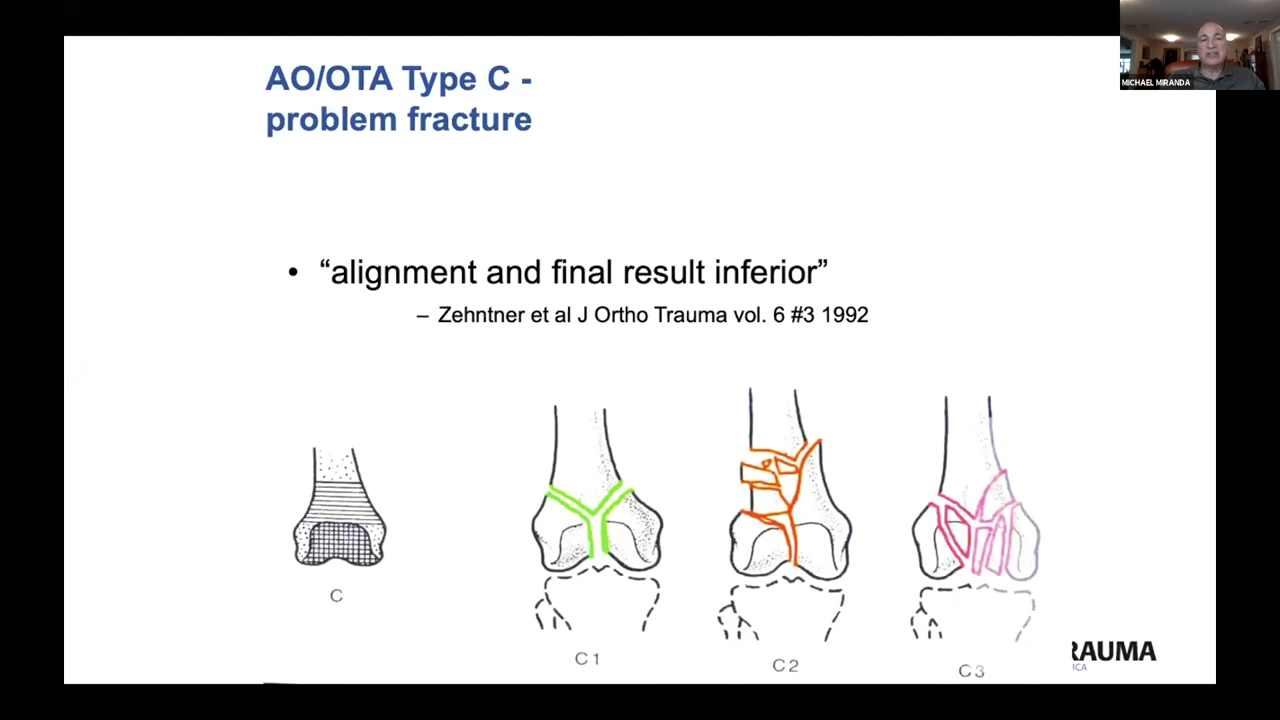 MICHAEL MIRANDA
AO/OTA Type C -
problem fracture
• “alignment and final result inferior”
– Zehntner et al J Ortho Trauma vol. 6 #3 1992
C
C1
C2
C3
RAUMA
ICA